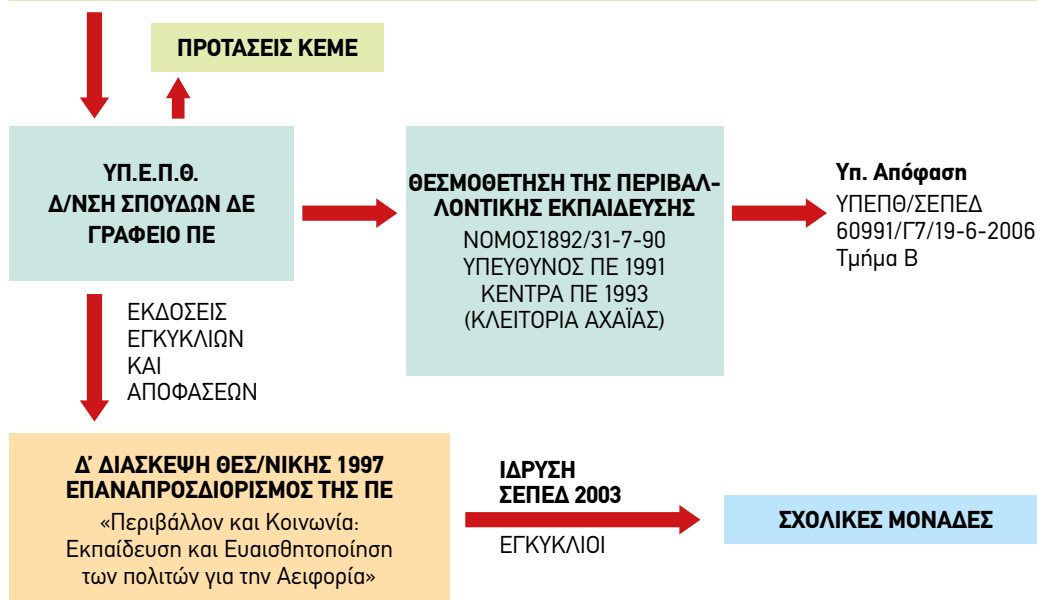 ΠΡΟΤΑΣΕΙΣ ΚΕΜΕ
ΥΠ.Ε.Π.Θ.
Δ/ΝΣΗ ΣΠΟΥΔΩΝ ΔΕ
ΓΡΑΦΕΙΟ ΠΕ
ΘΕΣΜΟΘΕΤΗΣΗ ΤΗΣ ΠΕΡΙΒΑΛ-
ΛΟΝΤΙΚΗΣ ΕΚΠΑΙΔΕΥΣΗΣ
ΝΟΜΟΣ1892/31-7-90
ΥΠΕΥΘΥΝΟΣ ΠΕ 1991
ΚΕΝΤΡΑ ΠΕ 1993
(ΚΛΕΙΤΟΡΙΑ ΑΧΑΪΑΣ)
Υπ. Απόφαση
ΥΠΕΠΘ/ΣΕΠΕΔ
60991/Γ7/19-6-2006
Τμήμα Β
ΕΚΔΟΣΕΙΣ
ΕΓΚΥΚΛΙΩΝ
ΚΑΙ
ΑΠΟΦΑΣΕΩΝ
Δ΄ ΔΙΑΣΚΕΨΗ ΘΕΣ/ΝΙΚΗΣ 1997
ΕΠΑΝΑΠΡΟΣΔΙΟΡΙΣΜΟΣ ΤΗΣ ΠΕ
«Περιβάλλον και Κοινωνία:
Εκπαίδευση και Ευαισθητοποίηση
των πολιτών για την Αειφορία»
ΙΔΡΥΣΗ
ΣΕΠΕΔ 2003
ΕΓΚΥΚΛΙΟΙ
ΣΧΟΛΙΚΕΣ ΜΟΝΑΔΕΣ